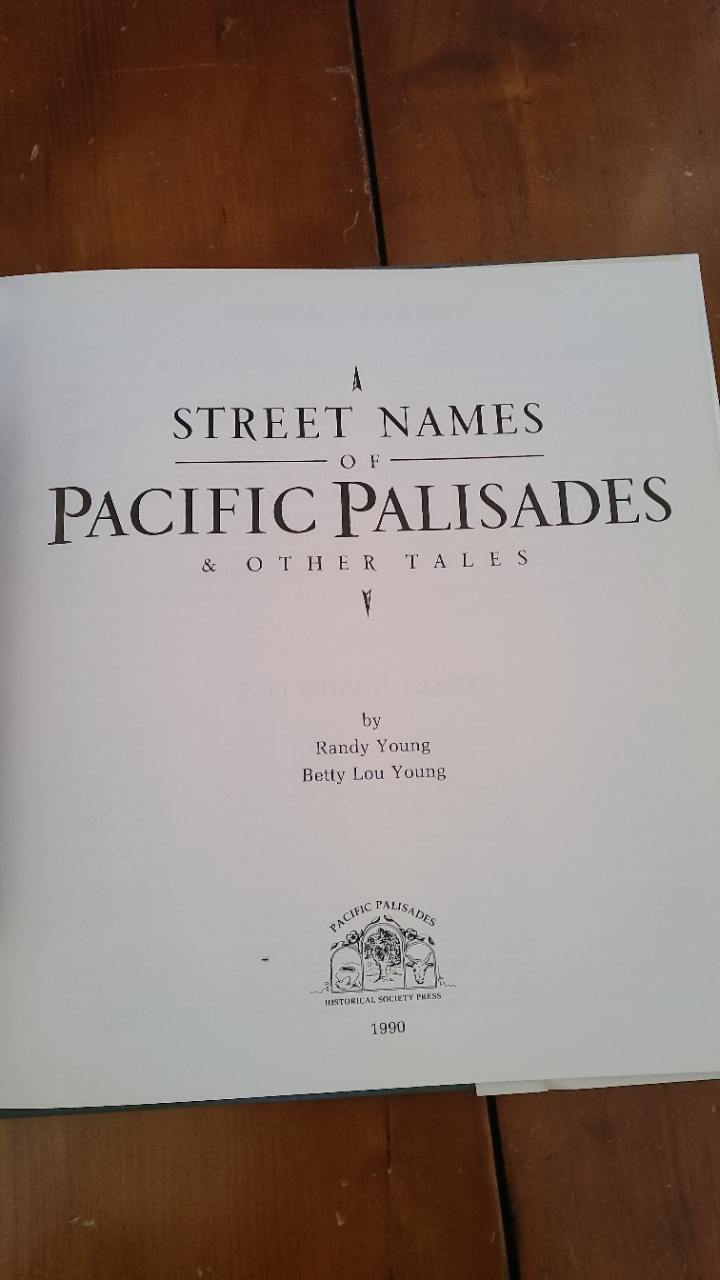 STREET NAMES
OF
PACIFIC PALISADES
& OTHER TALES
by
Randy Young
Betty Lou Young
PACIFIC PALISADES
HISTORICAL SOCIETY PRESS
1990